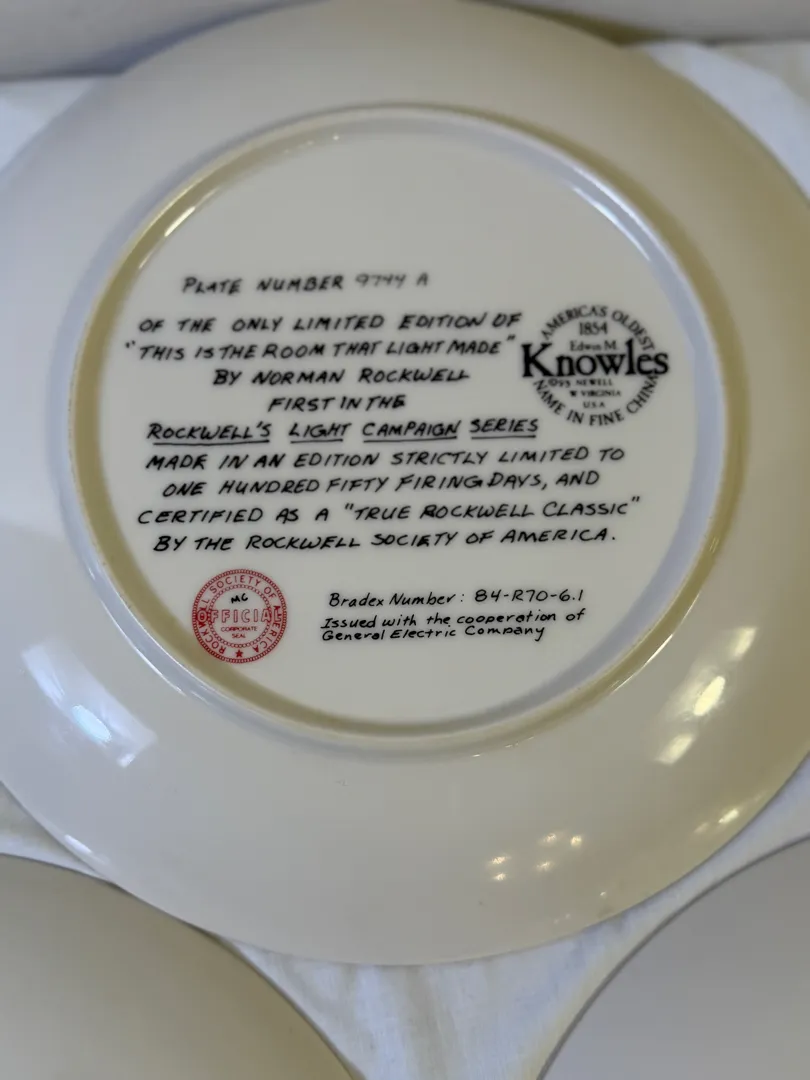 PLATE NUMBER 9744 A
OF THE ONLY LIMITED EDITION OF
"THIS IS THE ROOM THAT LIGHT MADE"
BY NORMAN ROCKWELL
FIRST IN THE
ROCKWELL'S LIGHT CAMPAIGN SERIES
MADE IN AN EDITION STRICTLY LIMITED TO
ONE HUNDRED FIFTY FIRING DAYS, AND
CERTIFIED AS A "TRUE ROCKWELL CLASSIC"
BY THE ROCKWELL SOCIETY OF AMERICA.
AMERICA'S OLDEST
1854
Edwin M.
Knowles
NEWELL
W VIRGINIA
U.S.A
NAME IN FINE CHINA
ROCKWELL SOCIETY OF AMERICA
MG
OFFICIAL
CORPORATE
SEAL
Bradex Number: 84-R70-6.1
Issued with the cooperation of
General Electric Company